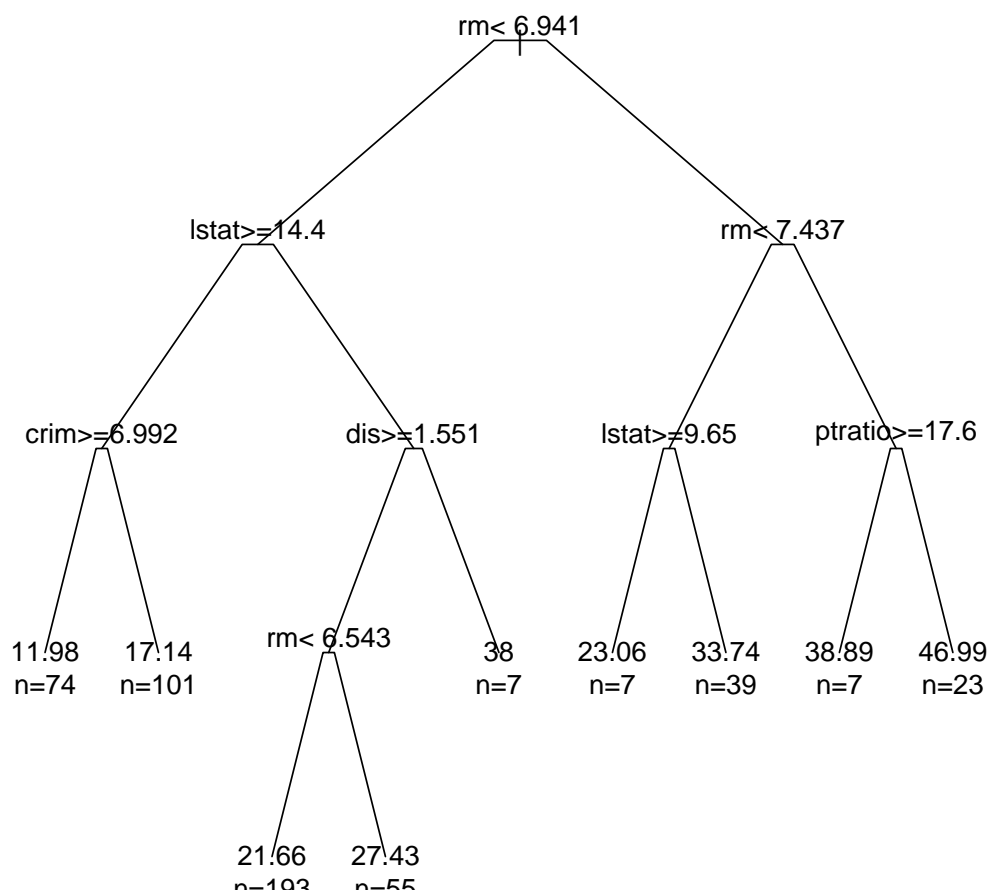 rm< 6.941
lstat>=14.4
rm< 7.437
crim>=6.992
dis>=1.551
lstat>=9.65
ptratio>=17.6
rm< 6.543
11.98
n=74
17.14
n=101
38
n=7
23.06
n=7
33.74
n=39
38.89
n=7
46.99
n=23
21.66
n=193
27.43
n=55